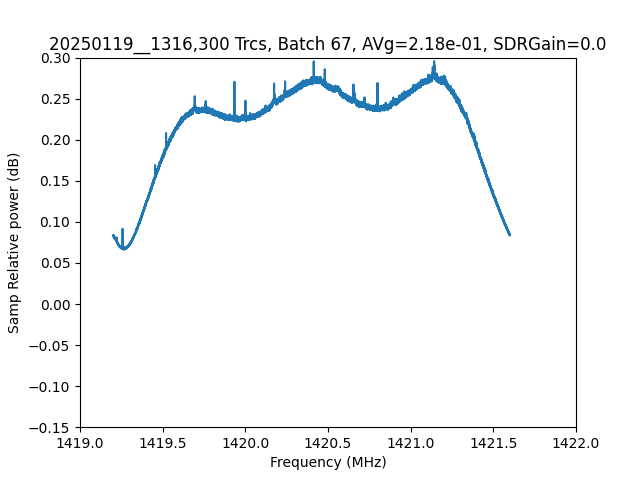 20250119__1316,300 Trcs, Batch 67, AVg=2.18e-01, SDRGain=0.0
0.30
0.25
0.20
0.15
0.10
0.05
0.00
−0.05
−0.10
−0.15
Samp Relative power (dB)
1419.0 1419.5 1420.0 1420.5 1421.0 1421.5 1422.0
Frequency (MHz)